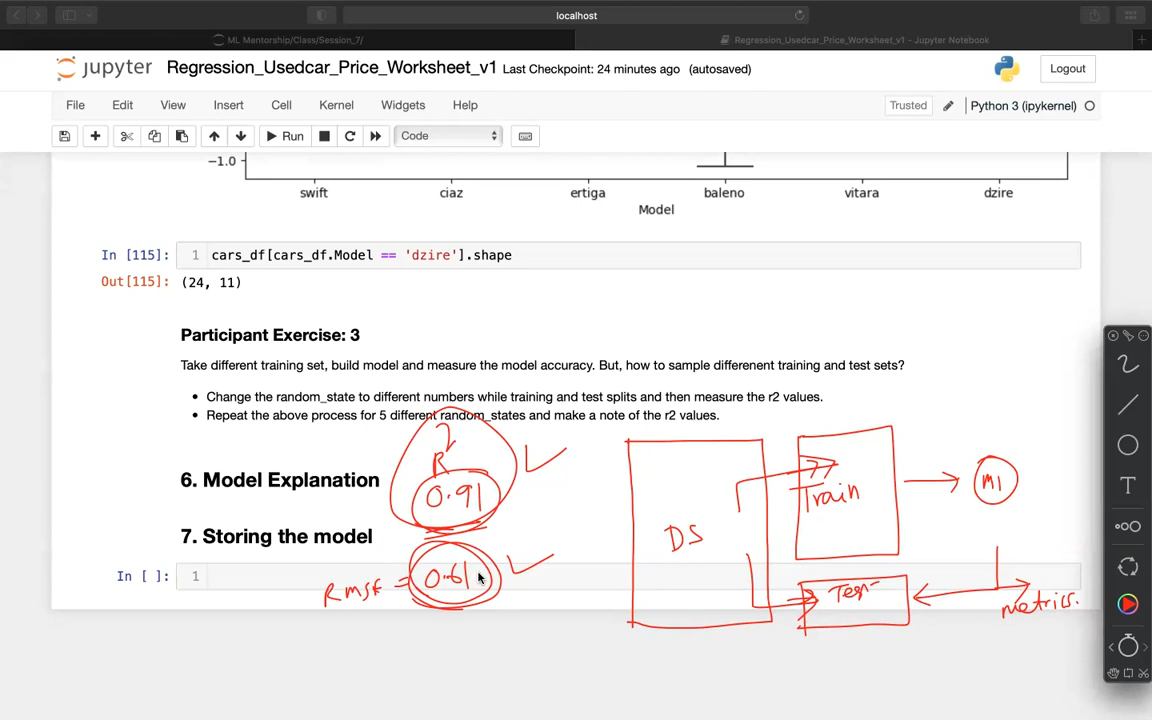 localhost
ML Mentorship/Class/Session_7/
Regression_Usedcar_Price_Worksheet_v1 - Jupyter Notebook
jupyter Regression_Usedcar_Price_Worksheet_v1 Last Checkpoint: 24 minutes ago (autosaved)
Logout
File Edit View Insert Cell Kernel Widgets Help
Trusted Python 3 (ipykernel)
Run Code
−1.0
swift ciaz ertiga baleno vitara dzire
Model
In [115]: 1 cars_df[cars_df.Model == 'dzire'].shape
Out[115]: (24, 11)
Participant Exercise: 3
Take different training set, build model and measure the model accuracy. But, how to sample differenent training and test sets?
• Change the random_state to different numbers while training and test splits and then measure the r2 values.
• Repeat the above process for 5 different random_states and make a note of the r2 values.
6. Model Explanation
R2
0.91
DS
Train
M1
7. Storing the model
In [ ]: 1
RMSE = 0.61
Test
metrics.
T